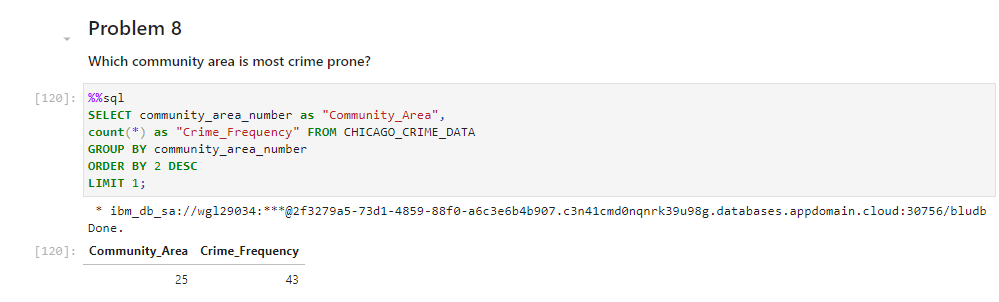 Problem 8
Which community area is most crime prone?
[120]: %%sql
SELECT community_area_number as "Community_Area",
count(*) as "Crime_Frequency" FROM CHICAGO_CRIME_DATA
GROUP BY community_area_number
ORDER BY 2 DESC
LIMIT 1;
* ibm_db_sa://wgl29034:***@2f3279a5-73d1-4859-88f0-a6c3e6b4b907.c3n41cmd0nqnrk39u98g.databases.appdomain.cloud:30756/bludb
Done.
[120]: Community_Area Crime_Frequency
25 43